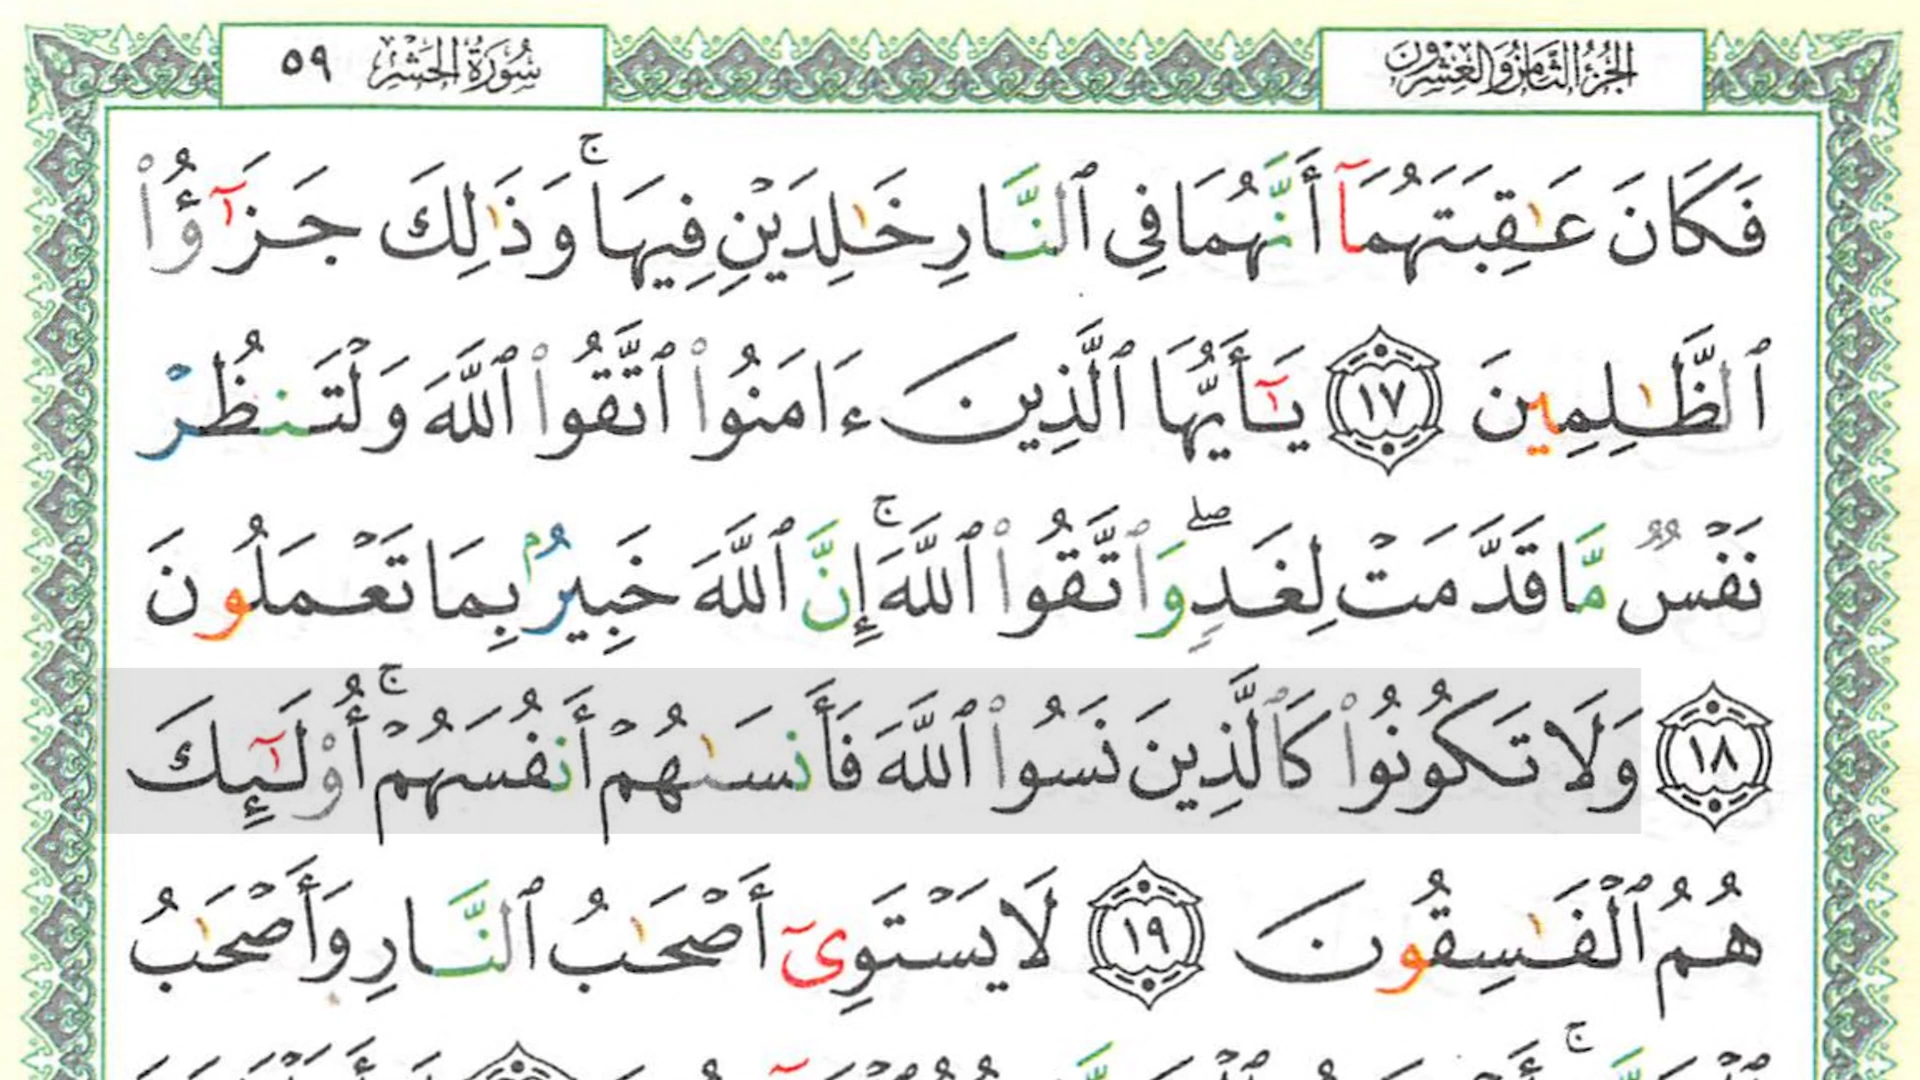 الجزء الثامن والعشرون
سورة الحشر ٥٩
فَكَانَ عَٰقِبَتَهُمَآ أَنَّهُمَا فِى ٱلنَّارِ خَٰلِدَيْنِ فِيهَا ۚ وَذَٰلِكَ جَزَٰٓؤُا۟
ٱلظَّٰلِمِينَ ١٧ يَٰٓأَيُّهَا ٱلَّذِينَ ءَامَنُوا۟ ٱتَّقُوا۟ ٱللَّهَ وَلْتَنظُرْ
نَفْسٌ مَّا قَدَّمَتْ لِغَدٍ ۖ وَٱتَّقُوا۟ ٱللَّهَ ۚ إِنَّ ٱللَّهَ خَبِيرٌۢ بِمَا تَعْمَلُونَ
١٨ وَلَا تَكُونُوا۟ كَٱلَّذِينَ نَسُوا۟ ٱللَّهَ فَأَنسَىٰهُمْ أَنفُسَهُمْ ۚ أُو۟لَٰٓئِكَ
هُمُ ٱلْفَٰسِقُونَ ١٩ لَا يَسْتَوِىٓ أَصْحَٰبُ ٱلنَّارِ وَأَصْحَٰبُ